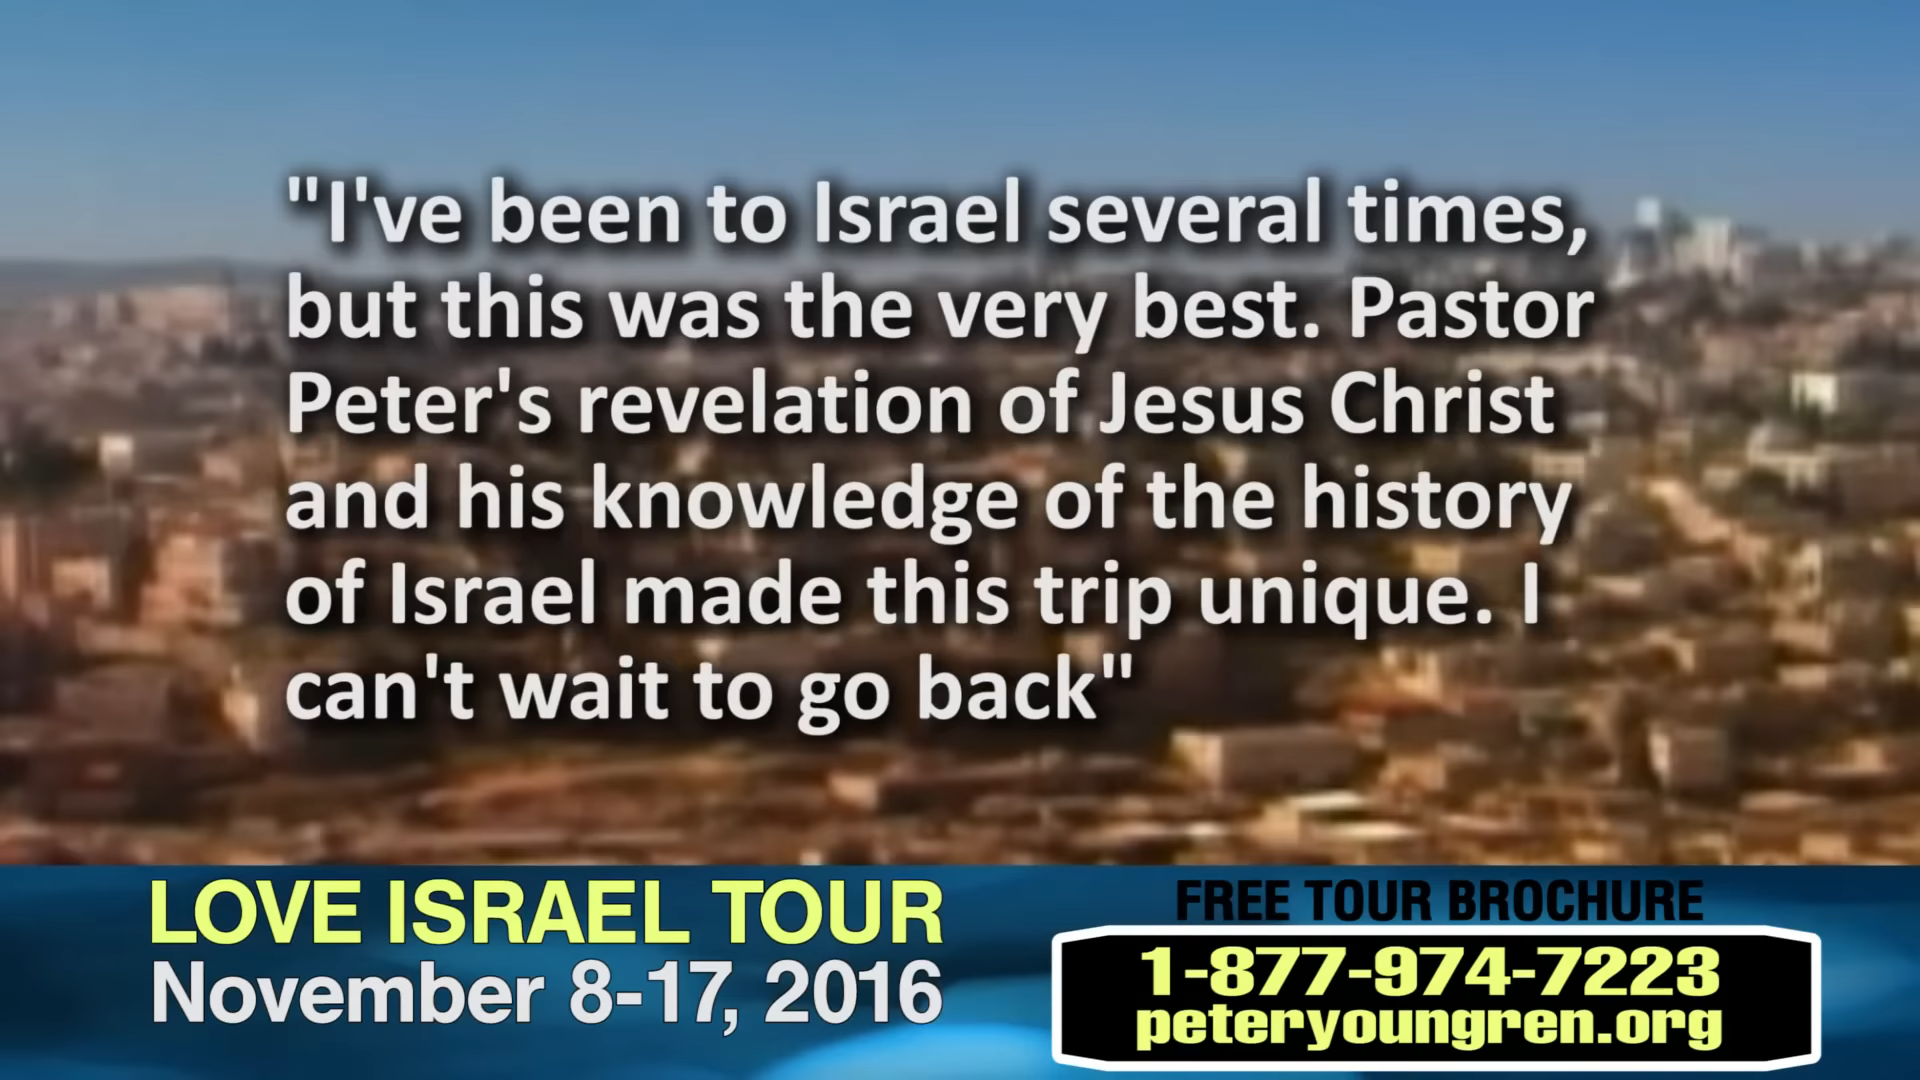 "I've been to Israel several times,
but this was the very best. Pastor
Peter's revelation of Jesus Christ
and his knowledge of the history
of Israel made this trip unique. I
can't wait to go back"
LOVE ISRAEL TOUR
November 8-17, 2016
FREE TOUR BROCHURE
1-877-974-7223
peteryoungren.org